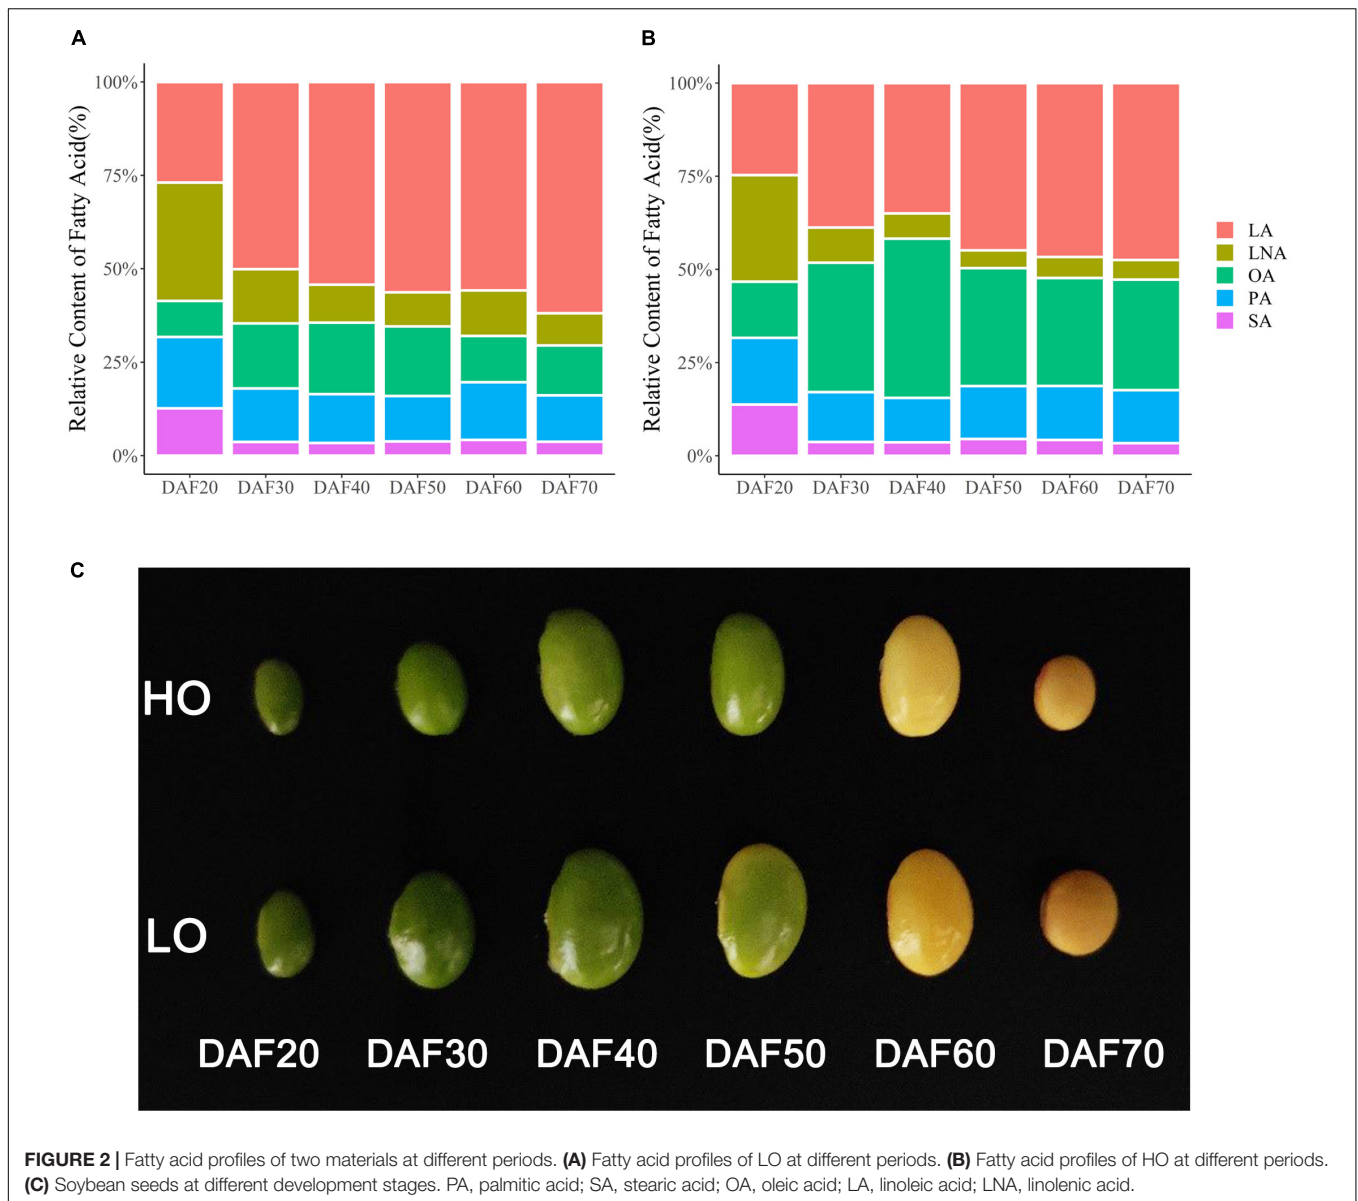 A
B
Relative Content of Fatty Acid(%)
100%
75%
50%
25%
0%
DAF20 DAF30 DAF40 DAF50 DAF60 DAF70
Relative Content of Fatty Acid(%)
100%
75%
50%
25%
0%
DAF20 DAF30 DAF40 DAF50 DAF60 DAF70
LA
LNA
OA
PA
SA
C
HO
LO
DAF20 DAF30 DAF40 DAF50 DAF60 DAF70
FIGURE 2 | Fatty acid profiles of two materials at different periods. (A) Fatty acid profiles of LO at different periods. (B) Fatty acid profiles of HO at different periods.
(C) Soybean seeds at different development stages. PA, palmitic acid; SA, stearic acid; OA, oleic acid; LA, linoleic acid; LNA, linolenic acid.